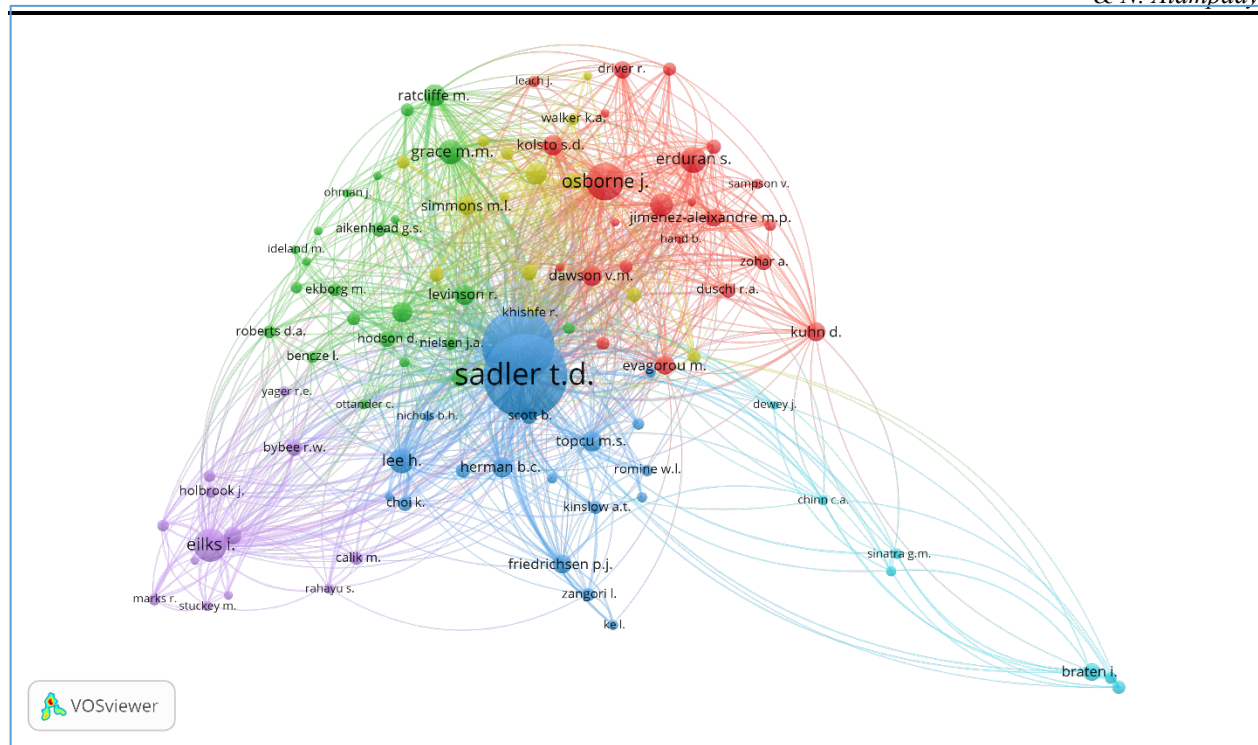 & N.
driver r.
leach j.
ratcliffe m.
walker k.a.
kolsto s.d.
grace m.m.
erduran s.
osborne j.
sampson v.
ohman j.
simmons m.l.
jimenez-aleixandre m.p.
aikenhead g.s.
hand b.
ideland m.
zohar a.
dawson v.m.
ekborg m.
levinson r.
duschl r.a.
khishfe r.
roberts d.a.
kuhn d.
hodson d.
nielsen j.a.
bencze l.
evagorou m.
sadler t.d.
yager r.e.
ottander c.
dewey j.
nichols b.h.
scott b.
bybee r.w.
topcu m.s.
lee h.
herman b.c.
romine w.l.
holbrook j.
choi k.
kinslow a.t.
chinn c.a.
eilks i.
calik m.
sinatra g.m.
friedrichsen p.j.
rahayu s.
zangori l.
marks r.
stuckey m.
ke l.
braten i.
VOSviewer